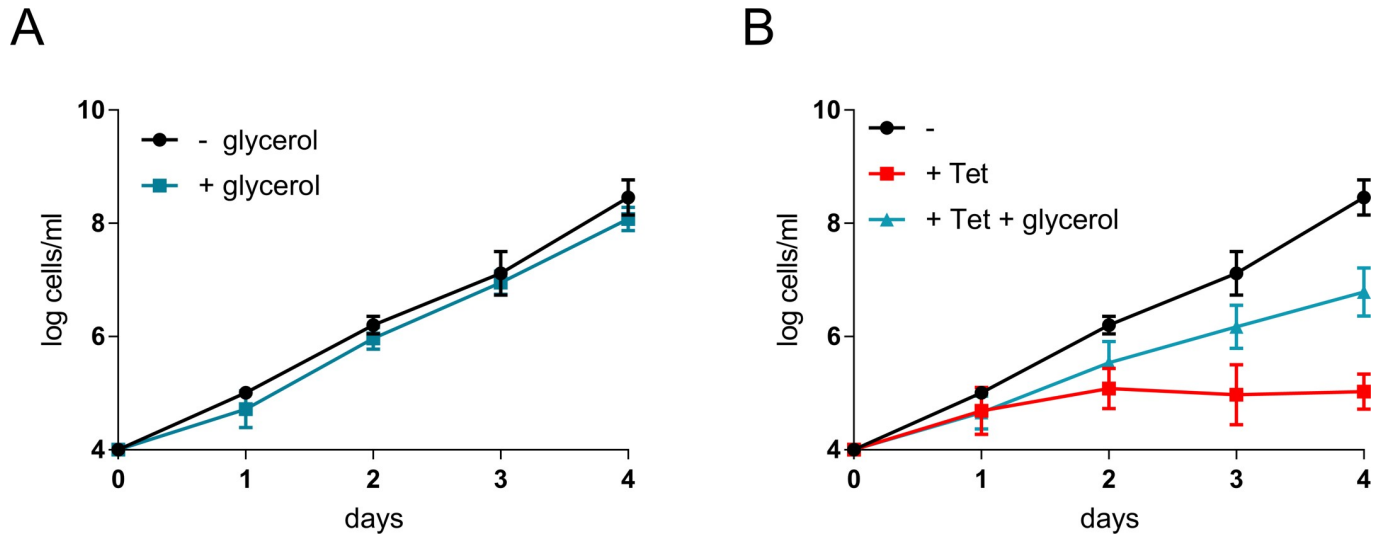 A
10
8
6
4
log cells/ml
- glycerol
+ glycerol
0 1 2 3 4
days
B
10
8
6
4
log cells/ml
-
+ Tet
+ Tet + glycerol
0 1 2 3 4
days